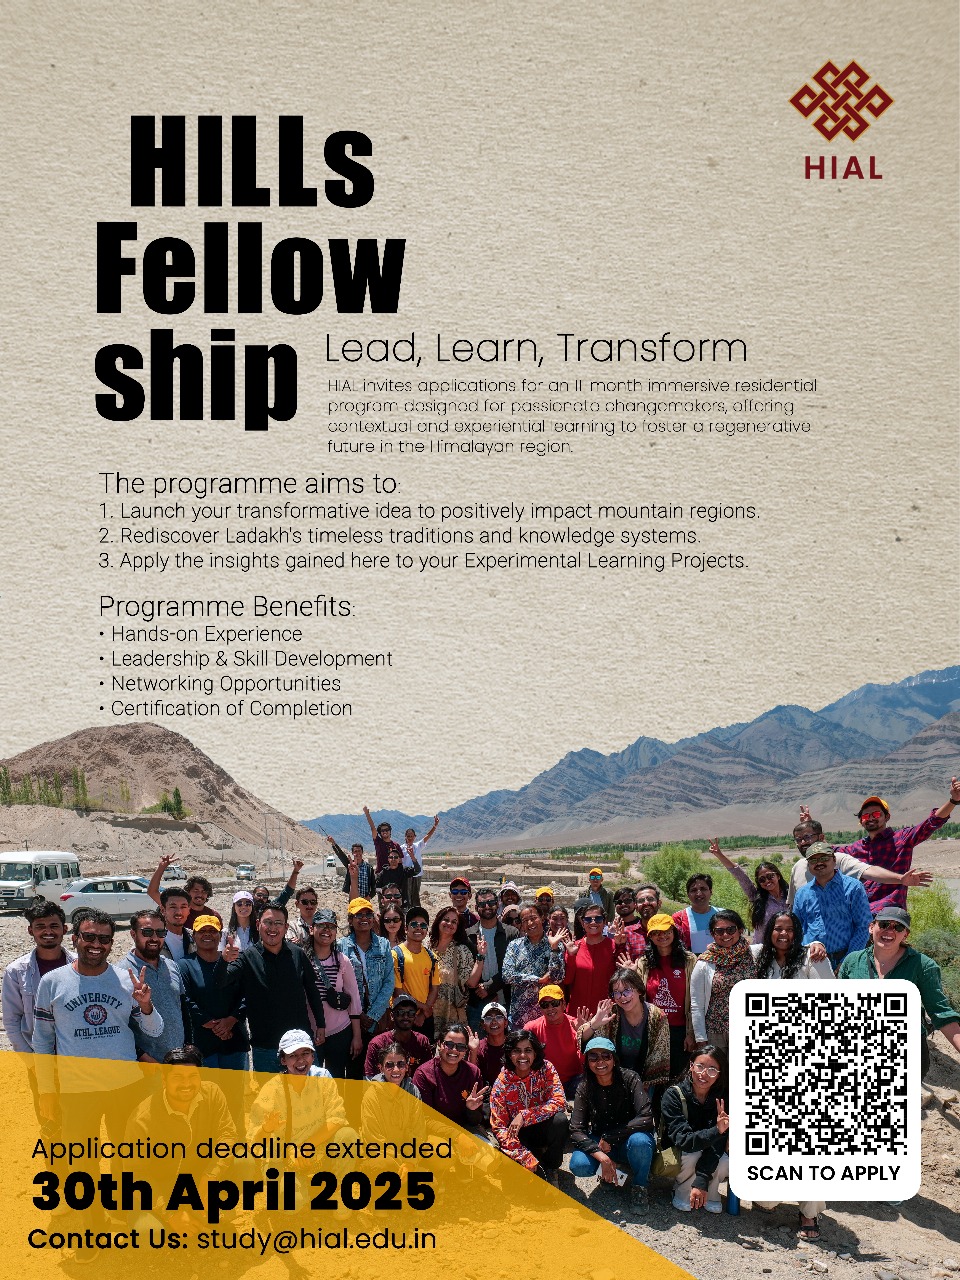 HIAL
HILLs
Fellow
ship
Lead, Learn, Transform
HIAL invites applications for an 11 month immersive residential
program designed for passionate changemakers, offering
contextual and experiential learning to foster a regenerative
future in the Himalayan region.
The programme aims to:
1. Launch your transformative idea to positively impact mountain regions.
2. Rediscover Ladakh's timeless traditions and knowledge systems.
3. Apply the insights gained here to your Experimental Learning Projects.
Programme Benefits:
• Hands-on Experience
• Leadership & Skill Development
• Networking Opportunities
• Certification of Completion
UNIVERSITY
ATHL. LEAGUE
SCAN TO APPLY
Application deadline extended
30th April 2025
Contact Us: study@hial.edu.in